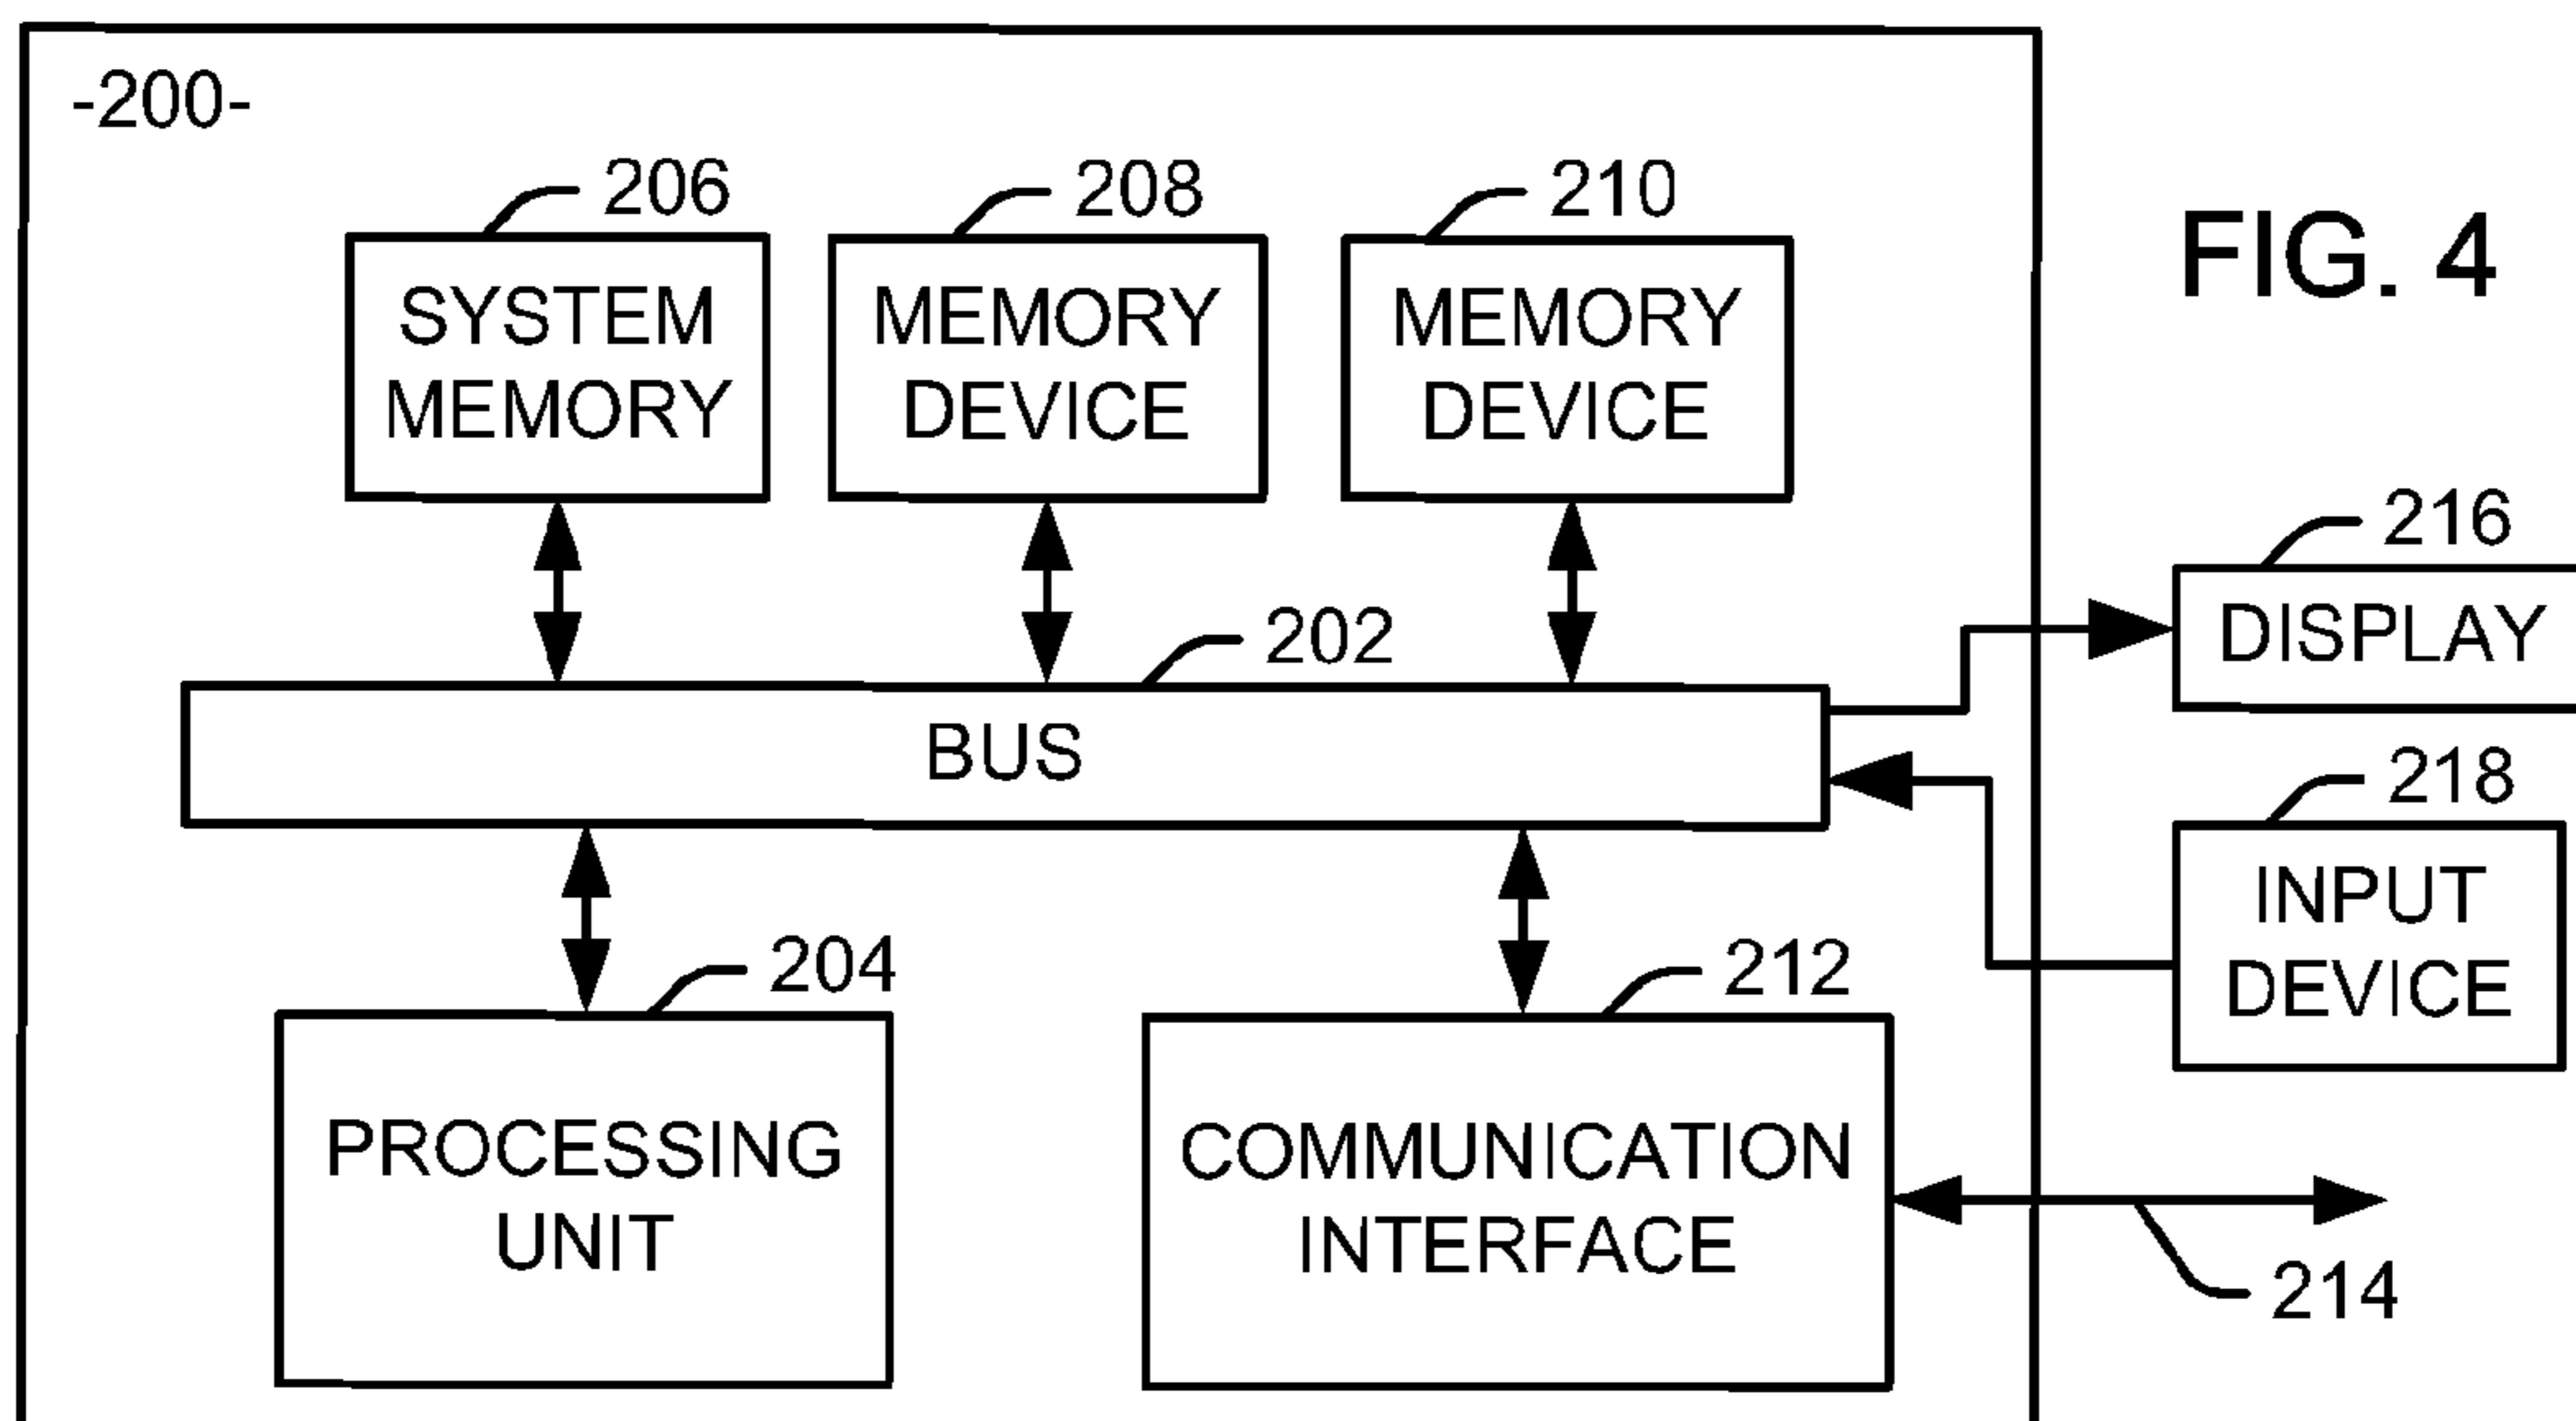 -200-
206
208
210
SYSTEM
MEMORY
MEMORY
DEVICE
MEMORY
DEVICE
FIG. 4
216
DISPLAY
202
BUS
218
INPUT
DEVICE
204
212
PROCESSING
UNIT
COMMUNICATION
INTERFACE
214